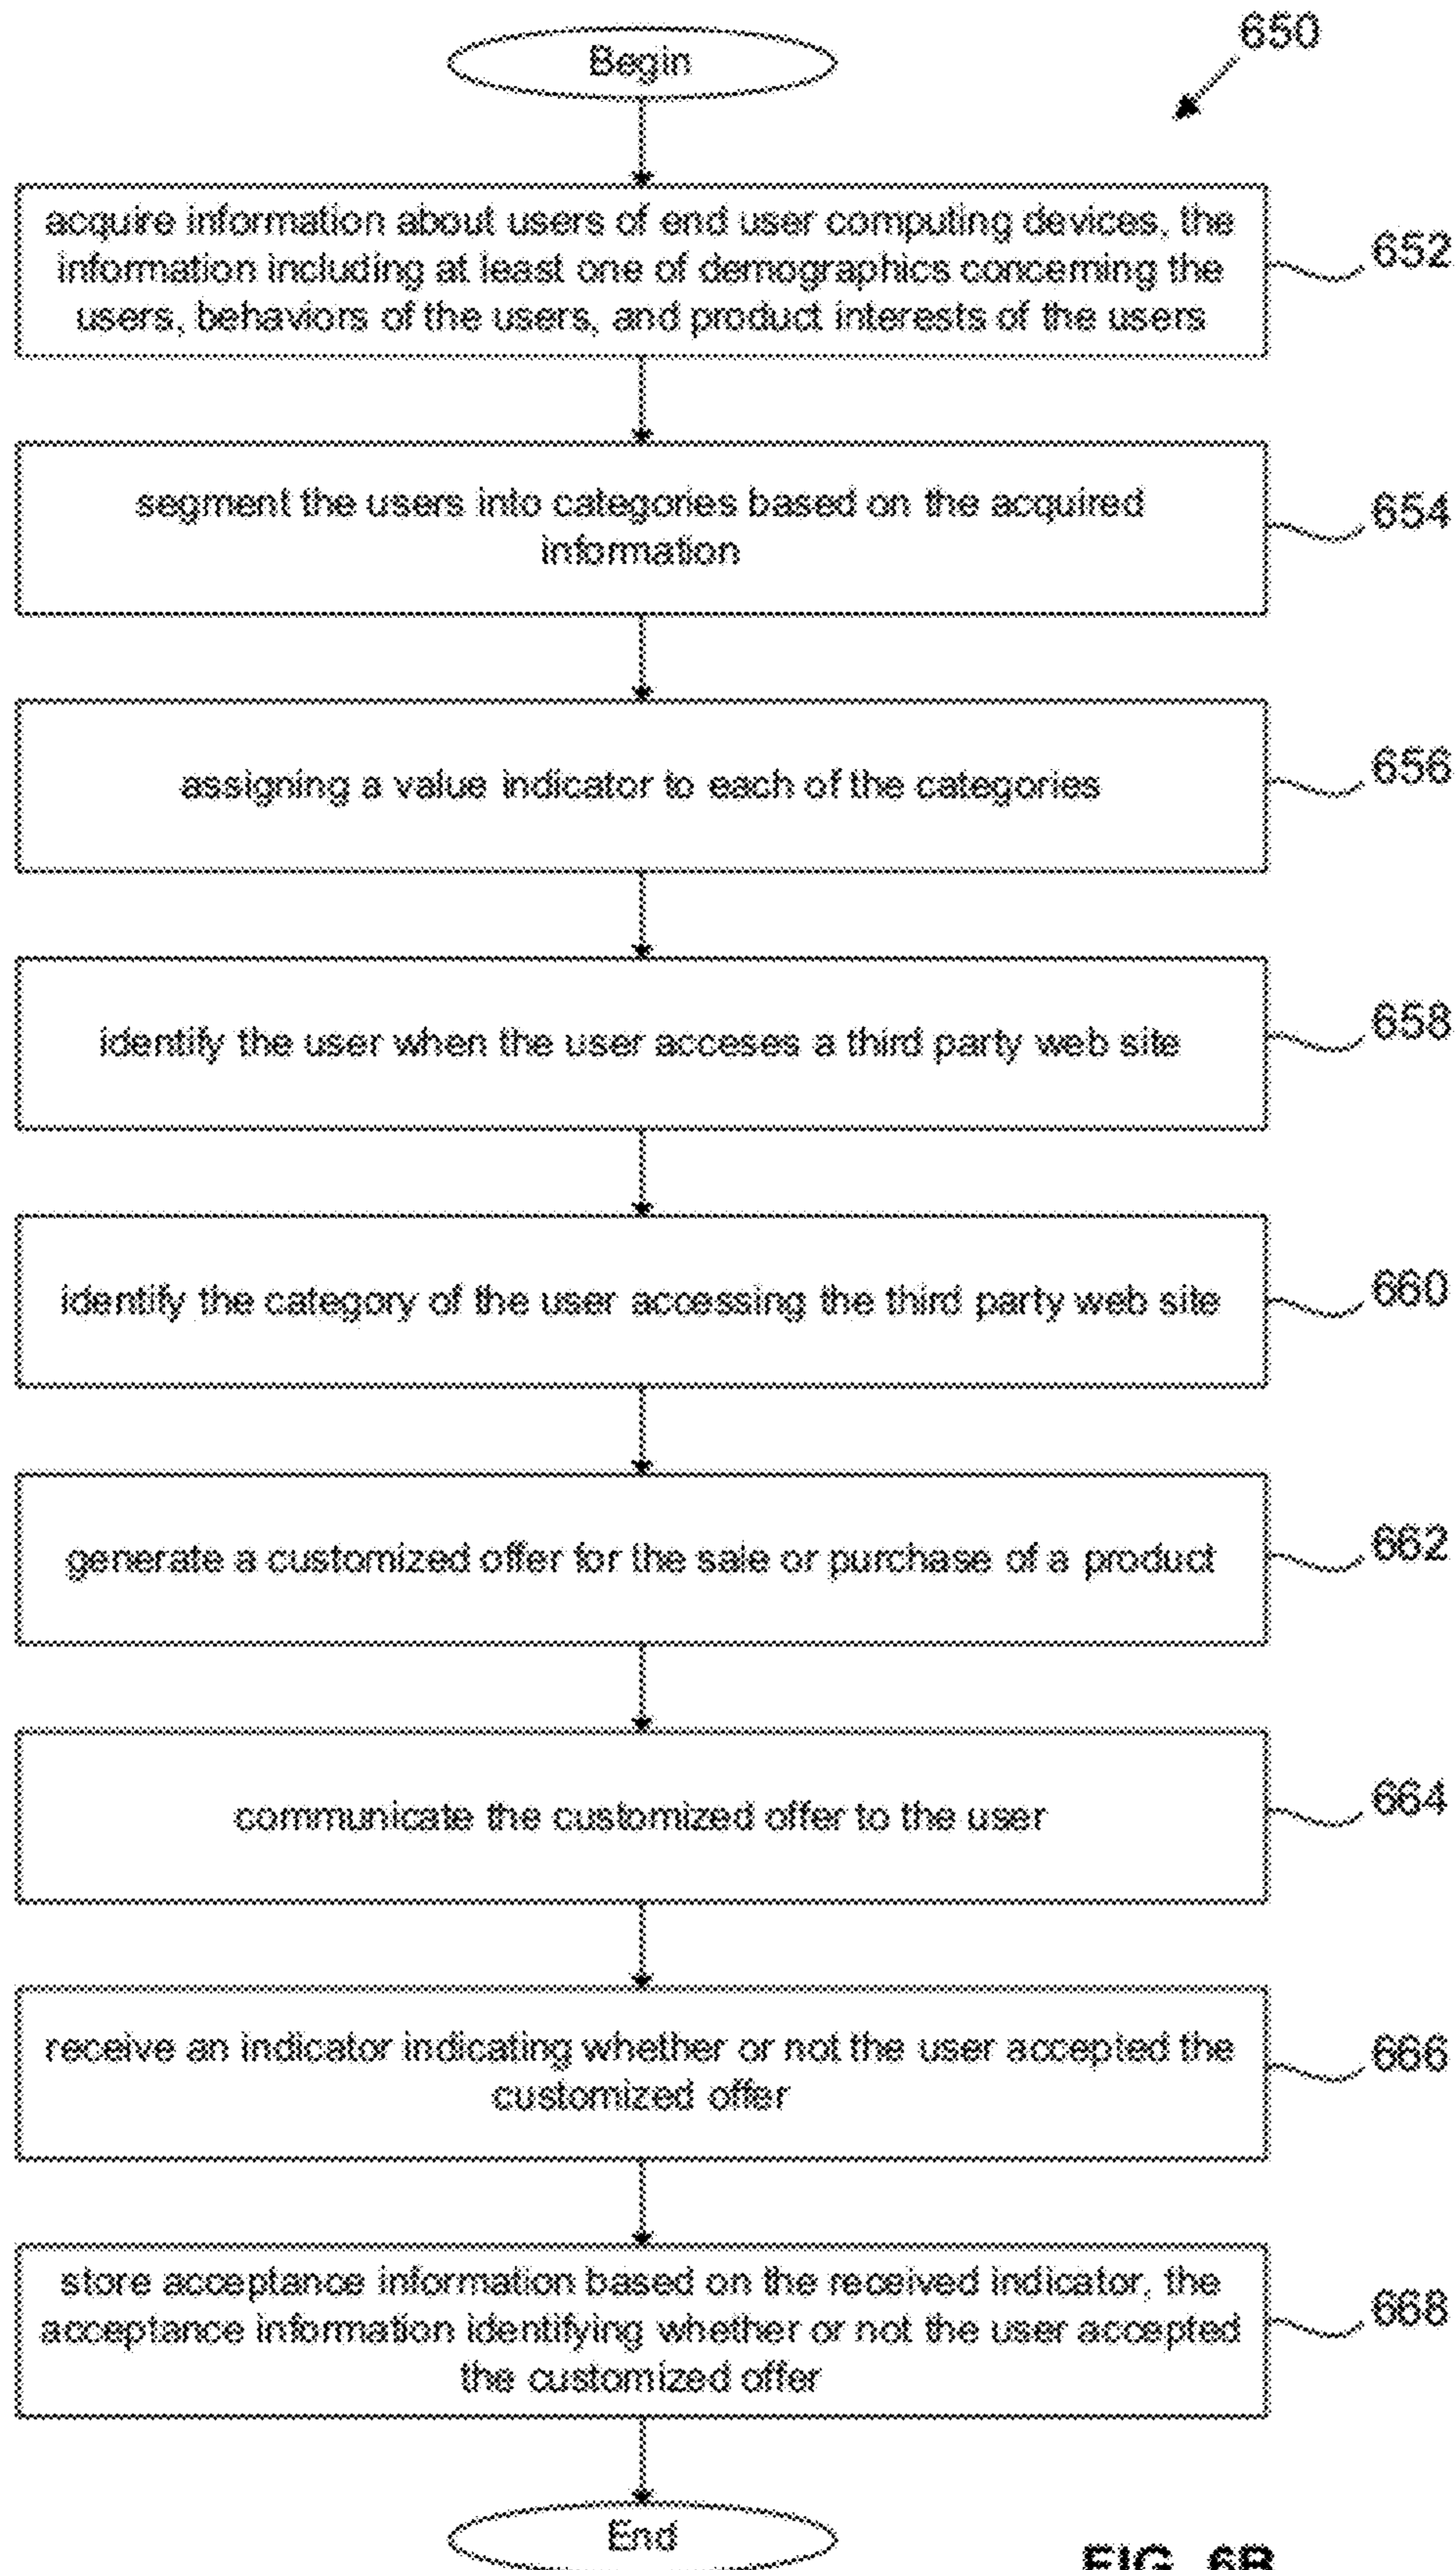 Begin
650
acquire information about users of end user computing devices, the
information including at least one of demographics concerning the
users, behaviors of the users, and product interests of the users
652
segment the users into categories based on the acquired
information
654
assigning a value indicator to each of the categories
656
identify the user when the user acceses a third party web site
658
identify the category of the user accessing the third party web site
660
generate a customized offer for the sale or purchase of a product
662
communicate the customized offer to the user
664
receive an indicator indicating whether or not the user accepted the
customized offer
666
store acceptance information based on the received indicator, the
acceptance information identifying whether or not the user accepted
the customized offer
668
End
FIG. 6B